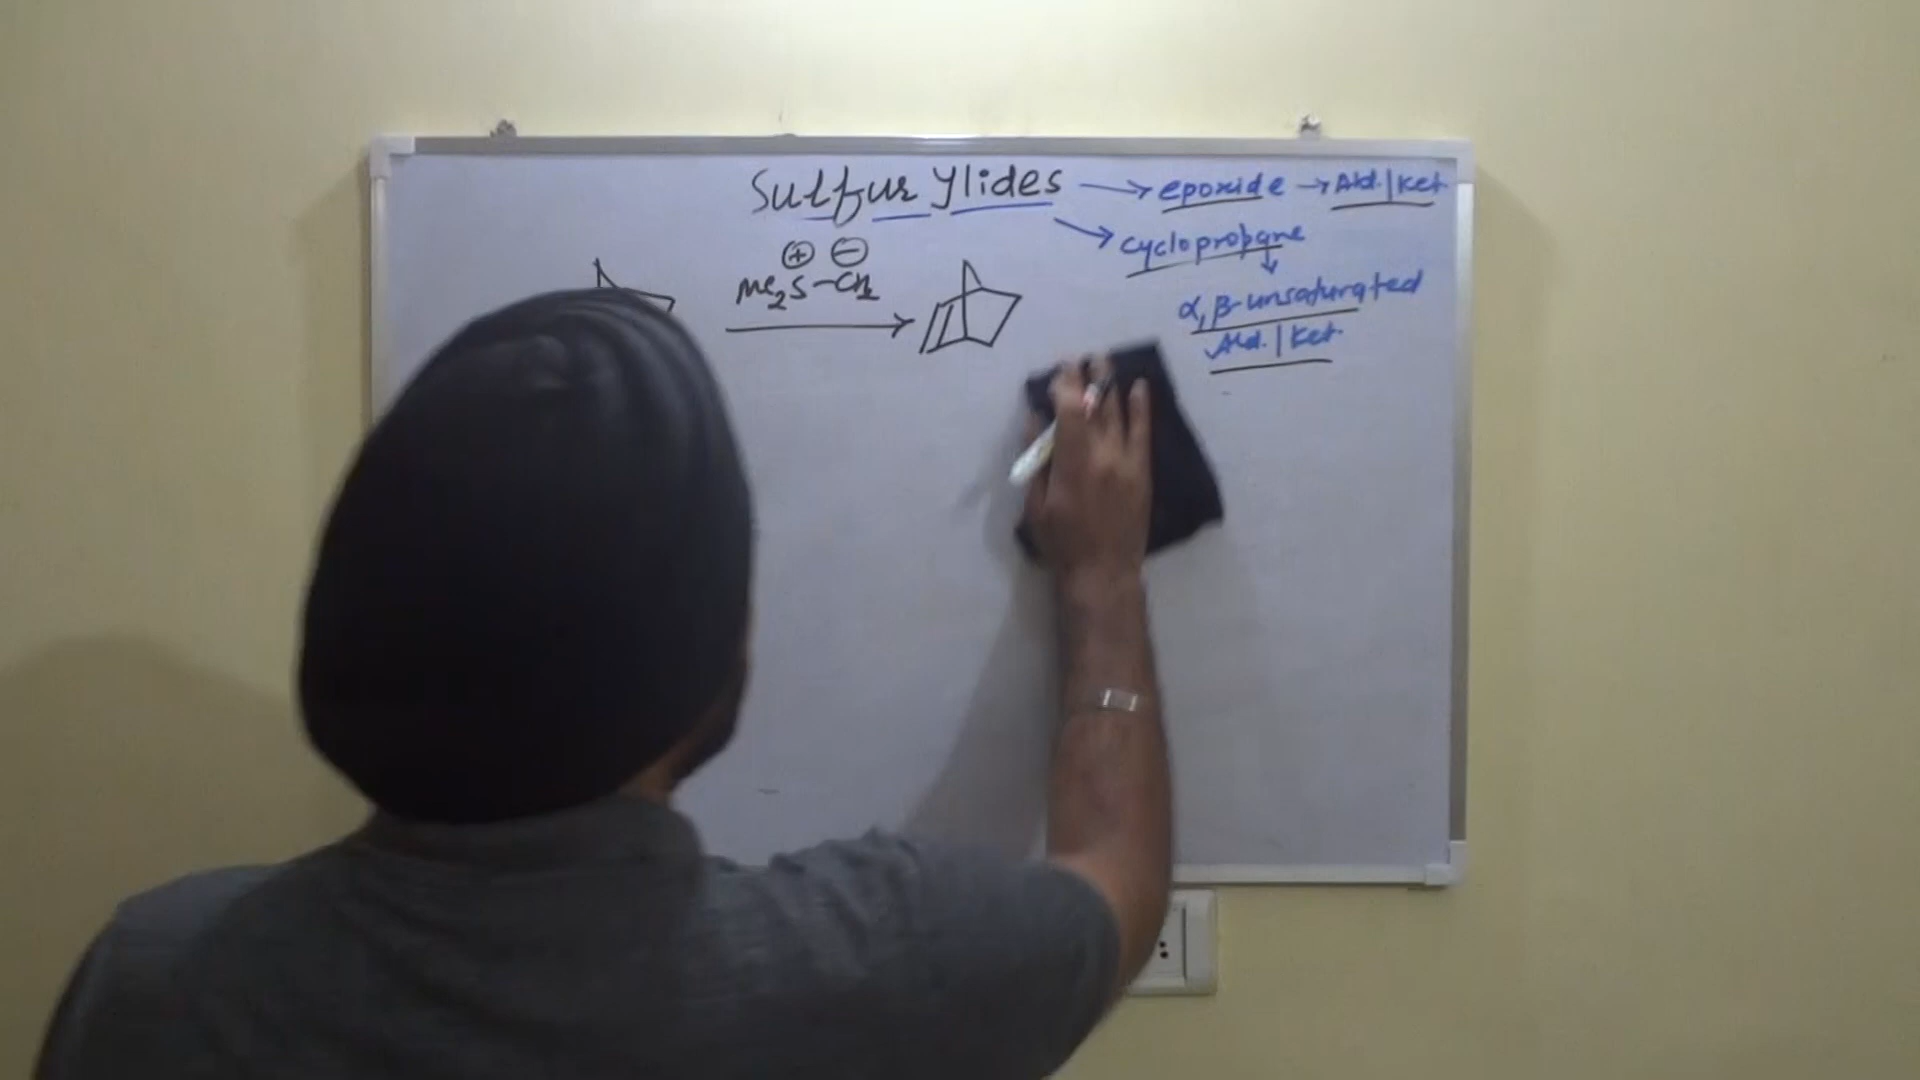 Sulfur Ylides → epoxide → Ald. | Ket.
cyclopropane
↓
⊕ ⊖
Me₂S–CH₂
α, β-unsaturated
Ald. | Ket.